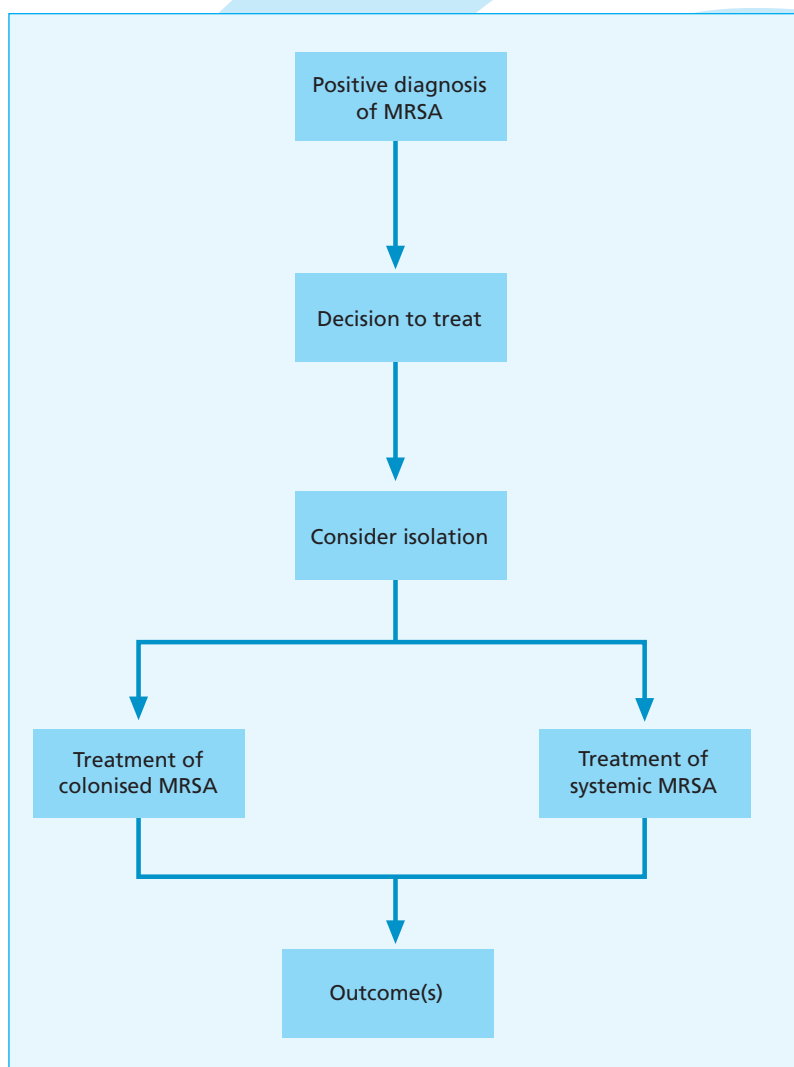 Positive diagnosis
of MRSA
Decision to treat
Consider isolation
Treatment of
colonised MRSA
Treatment of
systemic MRSA
Outcome(s)